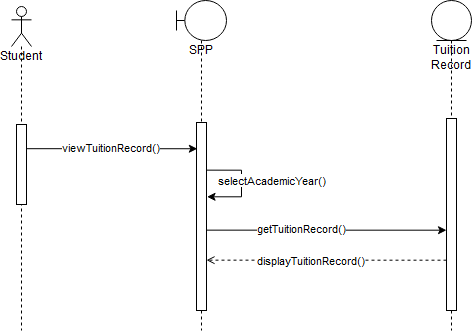 Student
SPP
Tuition
Record
viewTuitionRecord()
selectAcademicYear()
getTuitionRecord()
displayTuitionRecord()